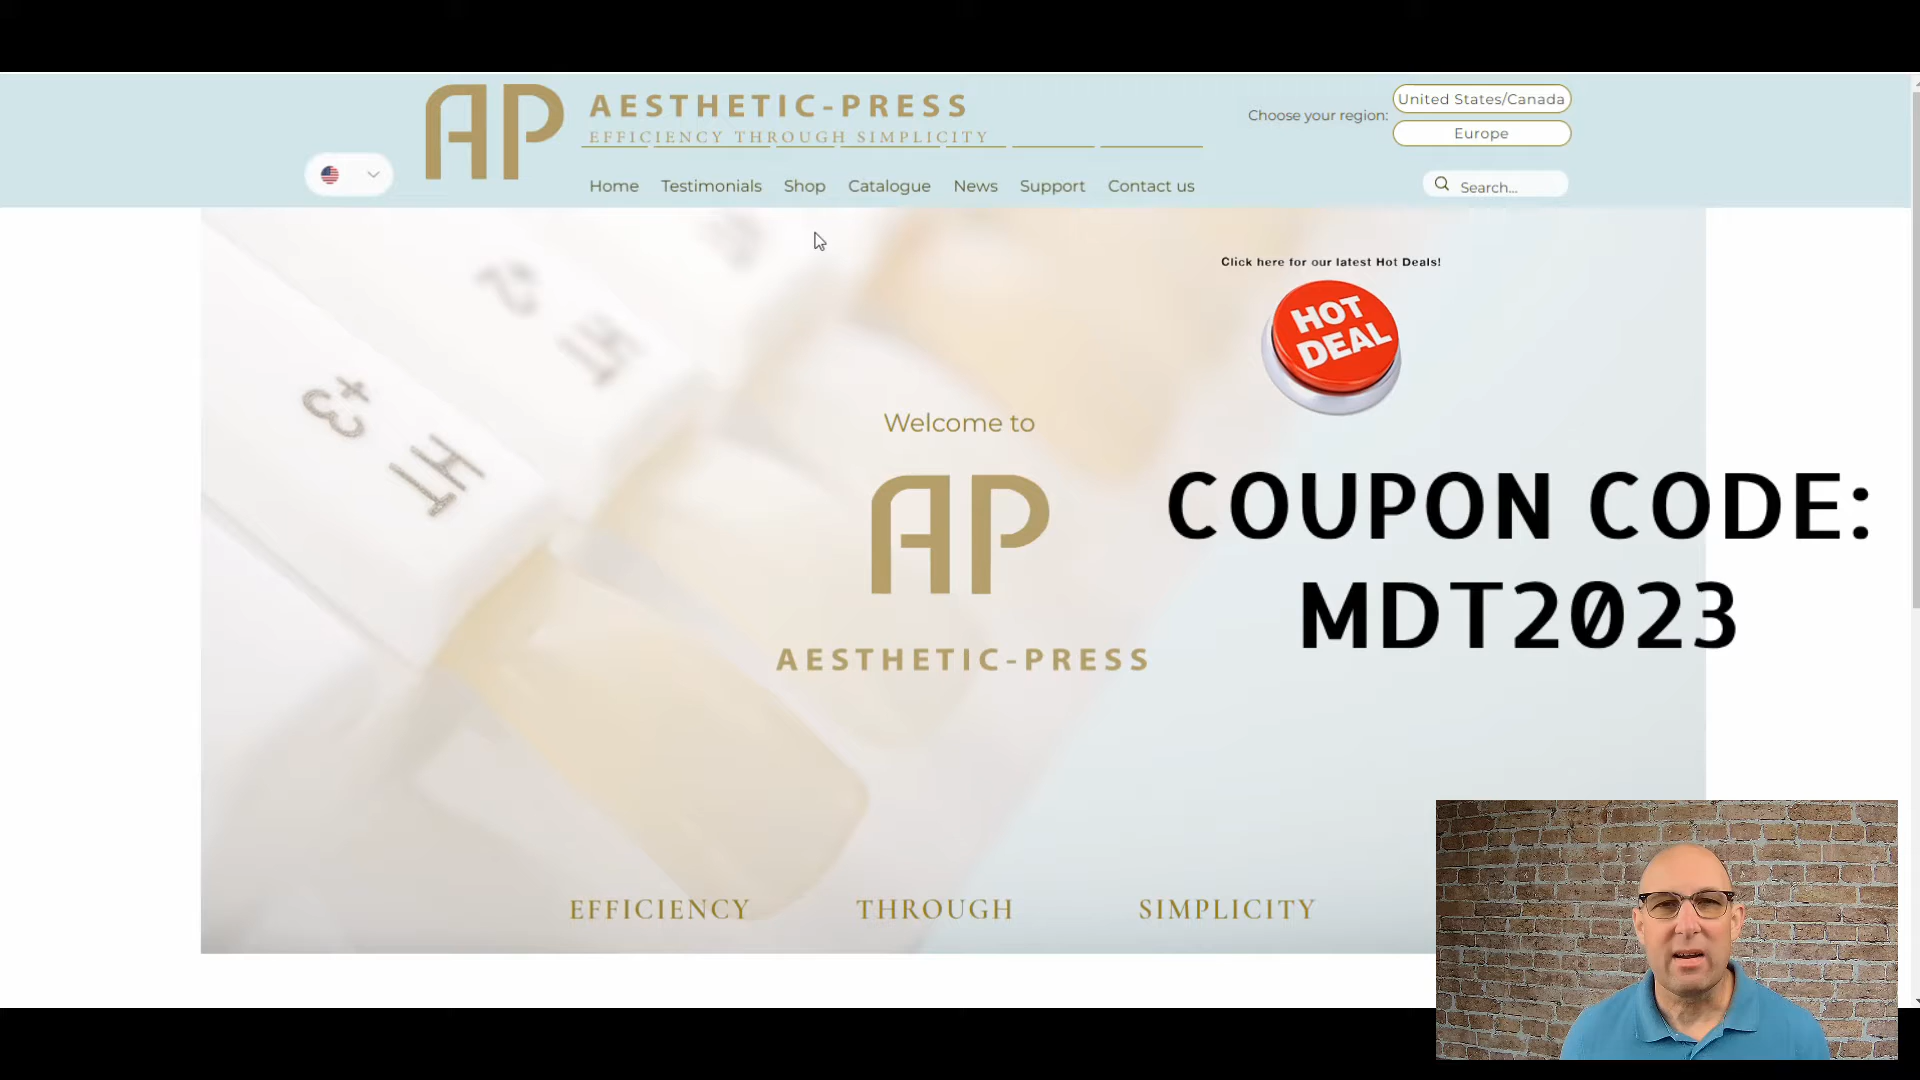 AP
AESTHETIC-PRESS
EFFICIENCY THROUGH SIMPLICITY
Choose your region:
United States/Canada
Europe
Home Testimonials Shop Catalogue News Support Contact us
Search...
Click here for our latest Hot Deals!
HOT
DEAL
Welcome to
AP
AESTHETIC-PRESS
COUPON CODE:
MDT2023
EFFICIENCY THROUGH SIMPLICITY